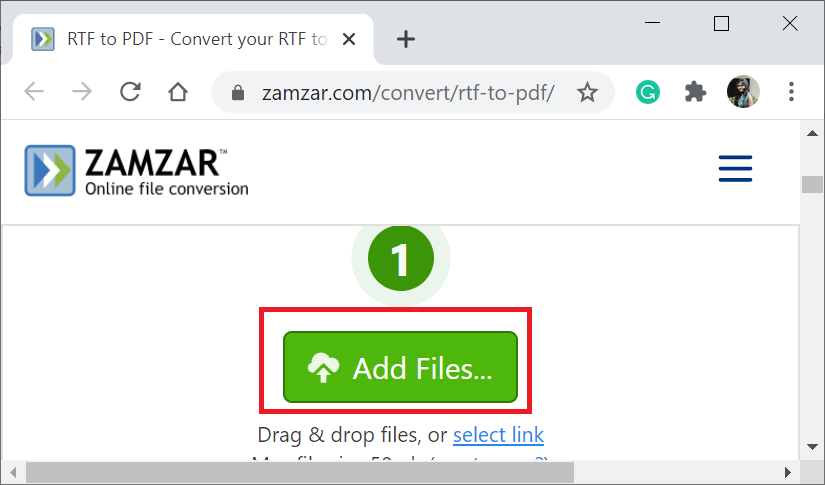 RTF to PDF - Convert your RTF to
zamzar.com/convert/rtf-to-pdf/
ZAMZAR™
Online file conversion
1
Add Files...
Drag & drop files, or select link